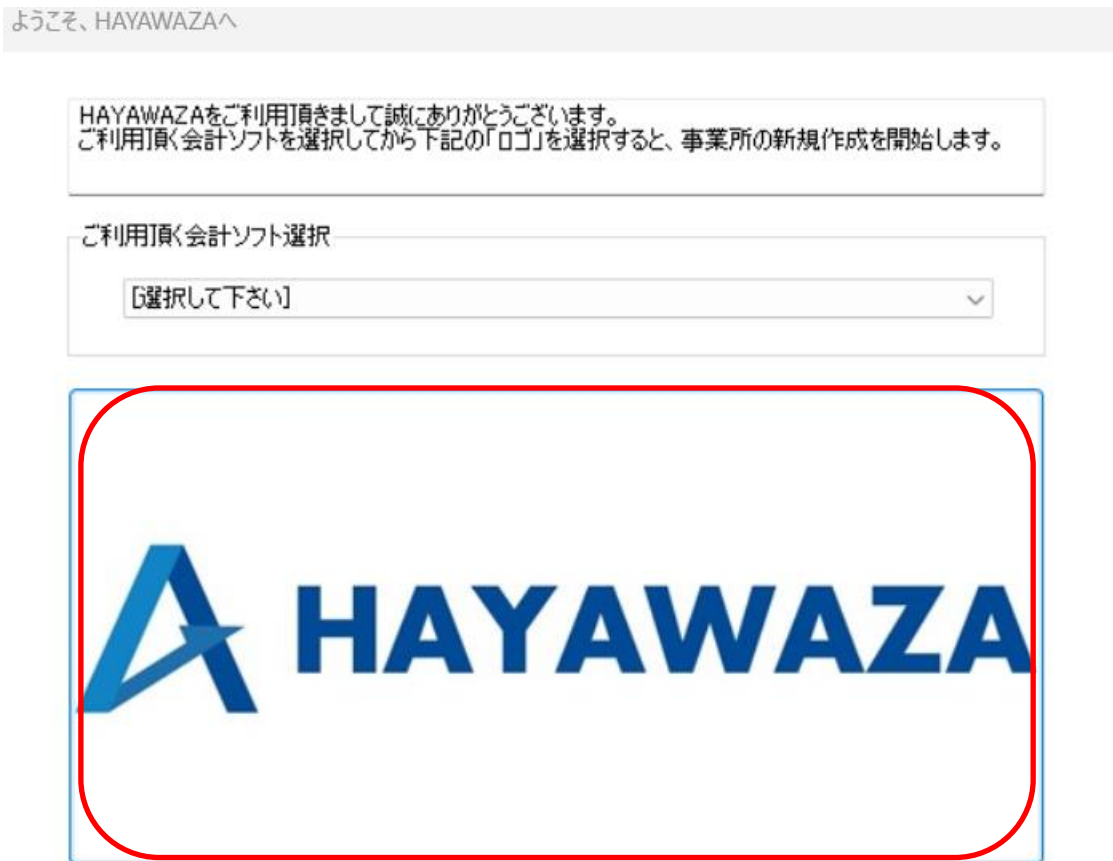 ようこそ、HAYAWAZAへ
HAYAWAZAをご利用頂きまして誠にありがとうございます。
ご利用頂く会計ソフトを選択してから下記の「ロゴ」を選択すると、事業所の新規作成を開始します。
ご利用頂く会計ソフト選択
[選択して下さい]
HAYAWAZA